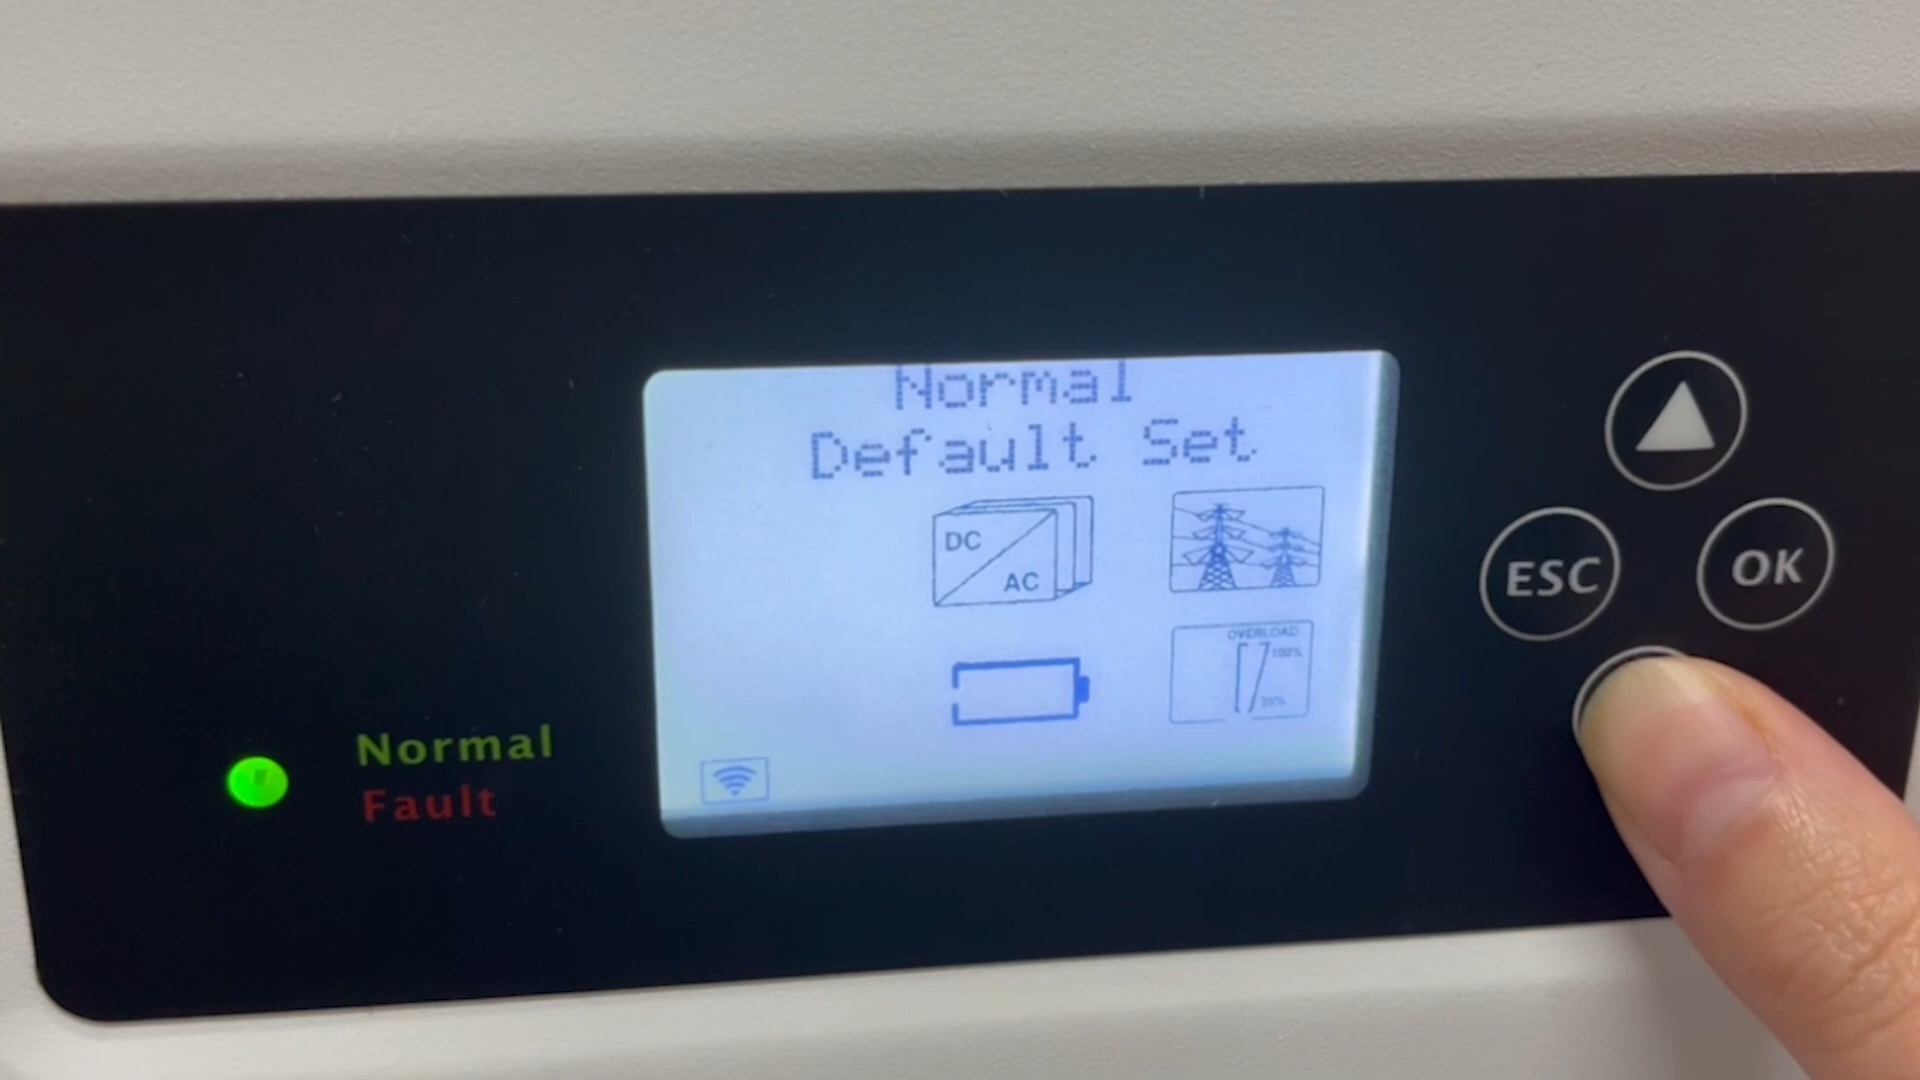 Normal
Default Set
DC
AC
OVERLOAD
100%
ESC
OK
Normal
Fault